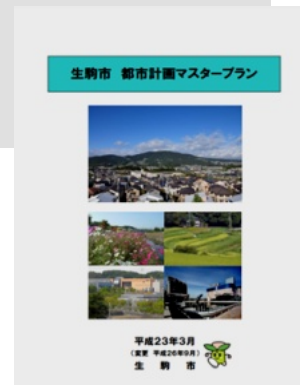 生駒市 都市計画マスタープラン
平成23年3月
(変更 平成26年9月)
生駒市